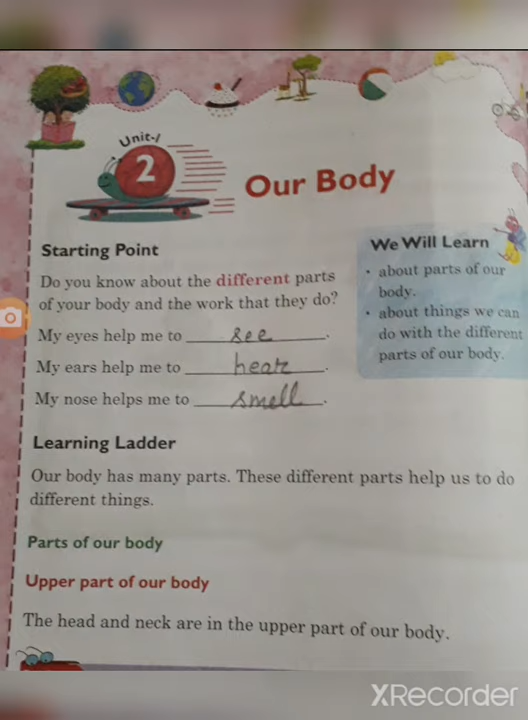 Unit-I
2
Our Body
Starting Point
Do you know about the different parts
of your body and the work that they do?
My eyes help me to see.
My ears help me to hear.
My nose helps me to smell.
We Will Learn
• about parts of our
body.
• about things we can
do with the different
parts of our body.
Learning Ladder
Our body has many parts. These different parts help us to do
different things.
Parts of our body
Upper part of our body
The head and neck are in the upper part of our body.
XRecorder